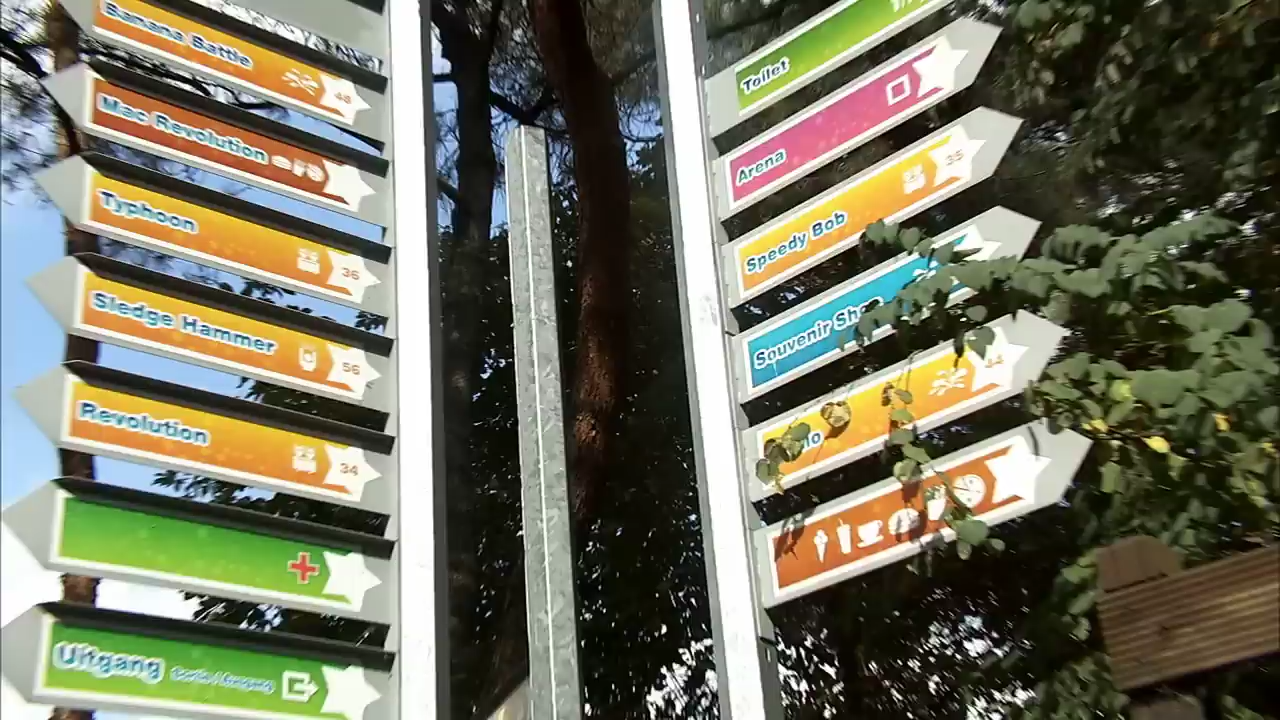 Banana Battle 48
Mac Revolution
Typhoon 36
Sledge Hammer 56
Revolution 34
Uitgang
Toilet
Arena
Speedy Bob 35
Souvenir
44